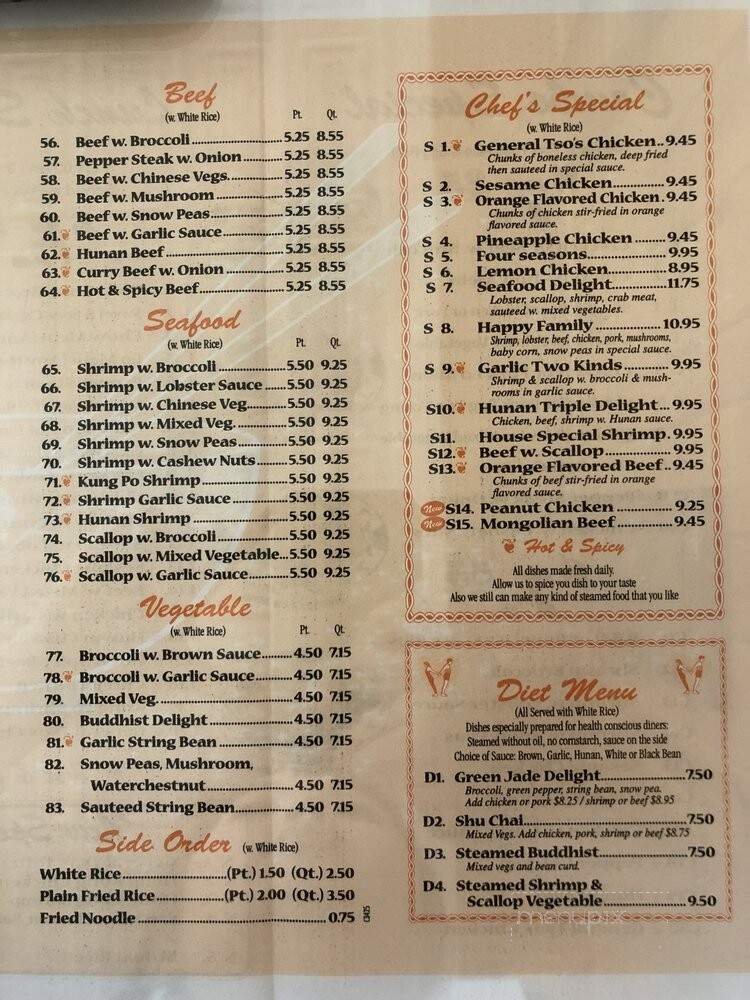 Beef
(w. White Rice) Pt. Qt.
56. Beef w. Broccoli 5.25 8.55
57. Pepper Steak w. Onion 5.25 8.55
58. Beef w. Chinese Vegs. 5.25 8.55
59. Beef w. Mushroom 5.25 8.55
60. Beef w. Snow Peas 5.25 8.55
61. Beef w. Garlic Sauce 5.25 8.55
62. Hunan Beef 5.25 8.55
63. Curry Beef w. Onion 5.25 8.55
64. Hot & Spicy Beef 5.25 8.55
Seafood
(w. White Rice) Pt. Qt.
65. Shrimp w. Broccoli 5.50 9.25
66. Shrimp w. Lobster Sauce 5.50 9.25
67. Shrimp w. Chinese Veg. 5.50 9.25
68. Shrimp w. Mixed Veg. 5.50 9.25
69. Shrimp w. Snow Peas 5.50 9.25
70. Shrimp w. Cashew Nuts 5.50 9.25
71. Kung Po Shrimp 5.50 9.25
72. Shrimp Garlic Sauce 5.50 9.25
73. Hunan Shrimp 5.50 9.25
74. Scallop w. Broccoli 5.50 9.25
75. Scallop w. Mixed Vegetable 5.50 9.25
76. Scallop w. Garlic Sauce 5.50 9.25
Vegetable
(w. White Rice) Pt. Qt.
77. Broccoli w. Brown Sauce 4.50 7.15
78. Broccoli w. Garlic Sauce 4.50 7.15
79. Mixed Veg. 4.50 7.15
80. Buddhist Delight 4.50 7.15
81. Garlic String Bean 4.50 7.15
82. Snow Peas, Mushroom,
Waterchestnut 4.50 7.15
83. Sauteed String Bean 4.50 7.15
Side Order (w. White Rice)
White Rice (Pt.) 1.50 (Qt.) 2.50
Plain Fried Rice (Pt.) 2.00 (Qt.) 3.50
Fried Noodle 0.75
Chef's Special
(w. White Rice)
S 1. General Tso's Chicken 9.45
Chunks of boneless chicken, deep fried
then sauteed in special sauce.
S 2. Sesame Chicken 9.45
S 3. Orange Flavored Chicken 9.45
Chunks of chicken stir-fried in orange
flavored sauce.
S 4. Pineapple Chicken 9.45
S 5. Four seasons 9.95
S 6. Lemon Chicken 8.95
S 7. Seafood Delight 11.75
Lobster, scallop, shrimp, crab meat,
sauteed w. mixed vegetables.
S 8. Happy Family 10.95
Shrimp, lobster, beef, chicken, pork, mushrooms,
baby corn, snow peas in special sauce.
S 9. Garlic Two Kinds 9.95
Shrimp & scallop w. broccoli & mush-
rooms in garlic sauce.
S10. Hunan Triple Delight 9.95
Chicken, beef, shrimp w. Hunan sauce.
S11. House Special Shrimp 9.95
S12. Beef w. Scallop 9.95
S13. Orange Flavored Beef 9.45
Chunks of beef stir-fried in orange
flavored sauce.
New S14. Peanut Chicken 9.25
New S15. Mongolian Beef 9.45
Hot & Spicy
All dishes made fresh daily.
Allow us to spice you dish to your taste
Also we still can make any kind of steamed food that you like
Diet Menu
(All Served with White Rice)
Dishes especially prepared for health conscious diners:
Steamed without oil, no cornstarch, sauce on the side
Choice of Sauce: Brown, Garlic, Hunan, White or Black Bean
D1. Green Jade Delight 7.50
Broccoli, green pepper, string bean, snow pea.
Add chicken or pork $8.25 / shrimp or beef $8.95
D2. Shu Chai 7.50
Mixed Vegs. Add chicken, pork, shrimp or beef $8.75
D3. Steamed Buddhist 7.50
Mixed vegs and bean curd.
D4. Steamed Shrimp &
Scallop Vegetable 9.50
menupix